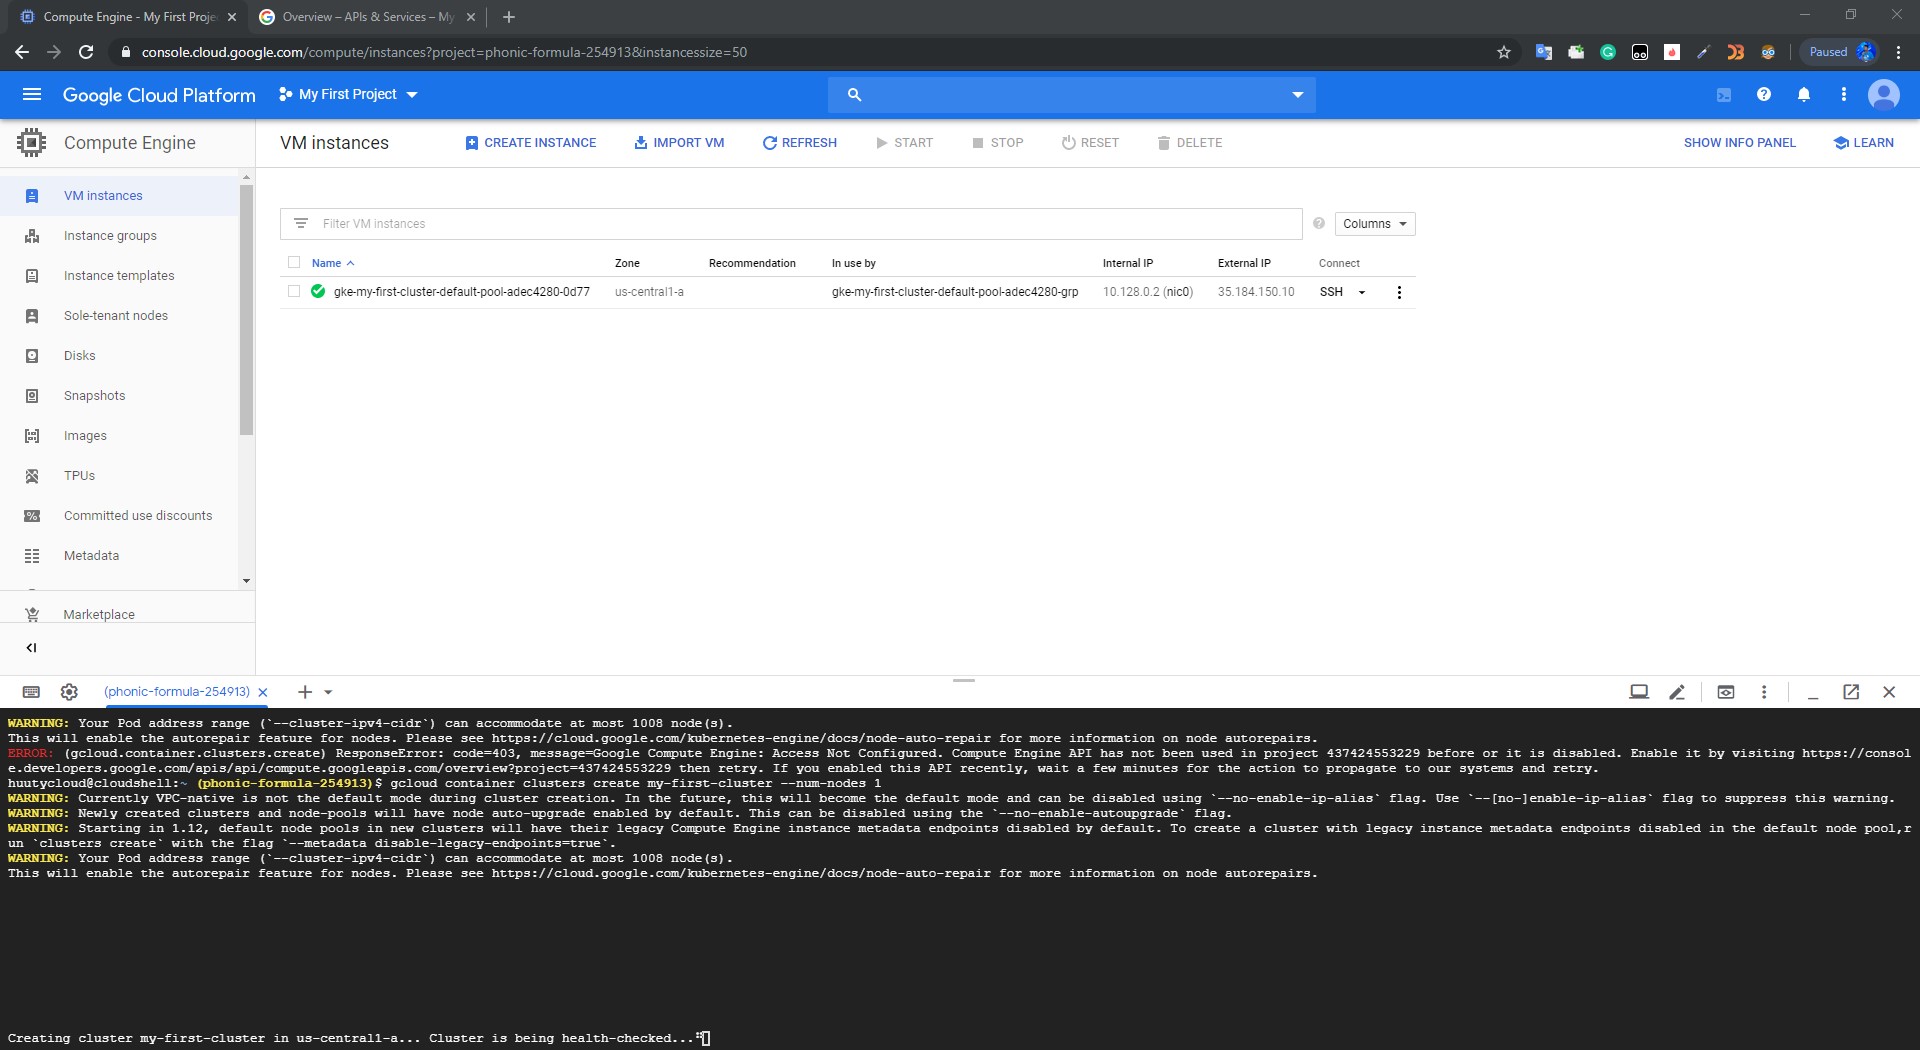 Compute Engine - My First Proje
Overview – APIs & Services – My
console.cloud.google.com/compute/instances?project=phonic-formula-254913&instancessize=50
Paused
Google Cloud Platform
My First Project
Compute Engine
VM instances
CREATE INSTANCE
IMPORT VM
REFRESH
START
STOP
RESET
DELETE
SHOW INFO PANEL
LEARN
VM instances
Instance groups
Instance templates
Sole-tenant nodes
Disks
Snapshots
Images
TPUs
Committed use discounts
Metadata
Marketplace
Filter VM instances
Columns
Name Zone Recommendation In use by Internal IP External IP Connect
gke-my-first-cluster-default-pool-adec4280-0d77 us-central1-a gke-my-first-cluster-default-pool-adec4280-grp 10.128.0.2 (nic0) 35.184.150.10 SSH
(phonic-formula-254913)
WARNING: Your Pod address range (`--cluster-ipv4-cidr`) can accommodate at most 1008 node(s).
This will enable the autorepair feature for nodes. Please see https://cloud.google.com/kubernetes-engine/docs/node-auto-repair for more information on node autorepairs.
ERROR: (gcloud.container.clusters.create) ResponseError: code=403, message=Google Compute Engine: Access Not Configured. Compute Engine API has not been used in project 437424553229 before or it is disabled. Enable it by visiting https://consol
e.developers.google.com/apis/api/compute.googleapis.com/overview?project=437424553229 then retry. If you enabled this API recently, wait a few minutes for the action to propagate to our systems and retry.
huutycloud@cloudshell:~ (phonic-formula-254913)$ gcloud container clusters create my-first-cluster --num-nodes 1
WARNING: Currently VPC-native is not the default mode during cluster creation. In the future, this will become the default mode and can be disabled using `--no-enable-ip-alias` flag. Use `--[no-]enable-ip-alias` flag to suppress this warning.
WARNING: Newly created clusters and node-pools will have node auto-upgrade enabled by default. This can be disabled using the `--no-enable-autoupgrade` flag.
WARNING: Starting in 1.12, default node pools in new clusters will have their legacy Compute Engine instance metadata endpoints disabled by default. To create a cluster with legacy instance metadata endpoints disabled in the default node pool,r
un `clusters create` with the flag `--metadata disable-legacy-endpoints=true`.
WARNING: Your Pod address range (`--cluster-ipv4-cidr`) can accommodate at most 1008 node(s).
This will enable the autorepair feature for nodes. Please see https://cloud.google.com/kubernetes-engine/docs/node-auto-repair for more information on node autorepairs.
Creating cluster my-first-cluster in us-central1-a... Cluster is being health-checked...